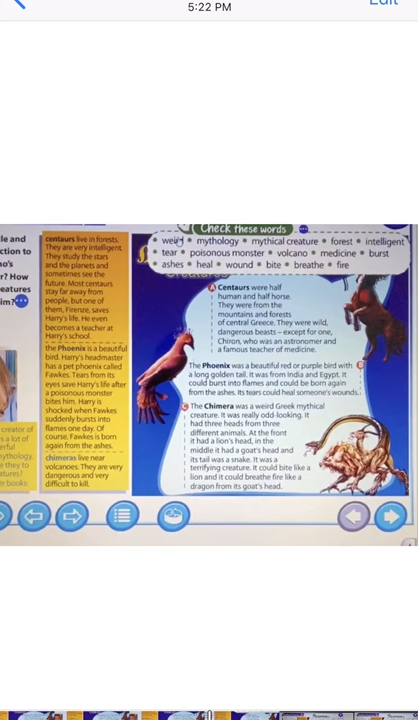 5:22 PM
Edit
le and
ction to
no's
r? How
eatures
im?
creator of
s a lot of
erful
ythology.
e they to
atures?
r books
centaurs live in forests.
They are very intelligent.
They study the stars
and the planets and
sometimes see the
future. Most centaurs
stay far away from
people, but one of
them, Firenze, saves
Harry's life. He even
becomes a teacher at
Harry's school.
the Phoenix is a beautiful
bird. Harry's headmaster
has a pet phoenix called
Fawkes. Tears from its
eyes save Harry's life after
a poisonous monster
bites him. Harry is
shocked when Fawkes
suddenly bursts into
flames one day. Of
course, Fawkes is born
again from the ashes.
chimeras live near
volcanoes. They are very
dangerous and very
difficult to kill.
Check these words
• weird • mythology • mythical creature • forest • intelligent
• tear • poisonous monster • volcano • medicine • burst
• ashes • heal • wound • bite • breathe • fire
A Centaurs were half
human and half horse.
They were from the
mountains and forests
of central Greece. They were wild,
dangerous beasts – except for one,
Chiron, who was an astronomer and
a famous teacher of medicine.
The Phoenix was a beautiful red or purple bird with B
a long golden tail. It was from India and Egypt. It
could burst into flames and could be born again
from the ashes. Its tears could heal someone's wounds.
C The Chimera was a weird Greek mythical
creature. It was really odd-looking. It
had three heads from three
different animals. At the front
it had a lion's head, in the
middle it had a goat's head and
its tail was a snake. It was a
terrifying creature. It could bite like a
lion and it could breathe fire like a
dragon from its goat's head.